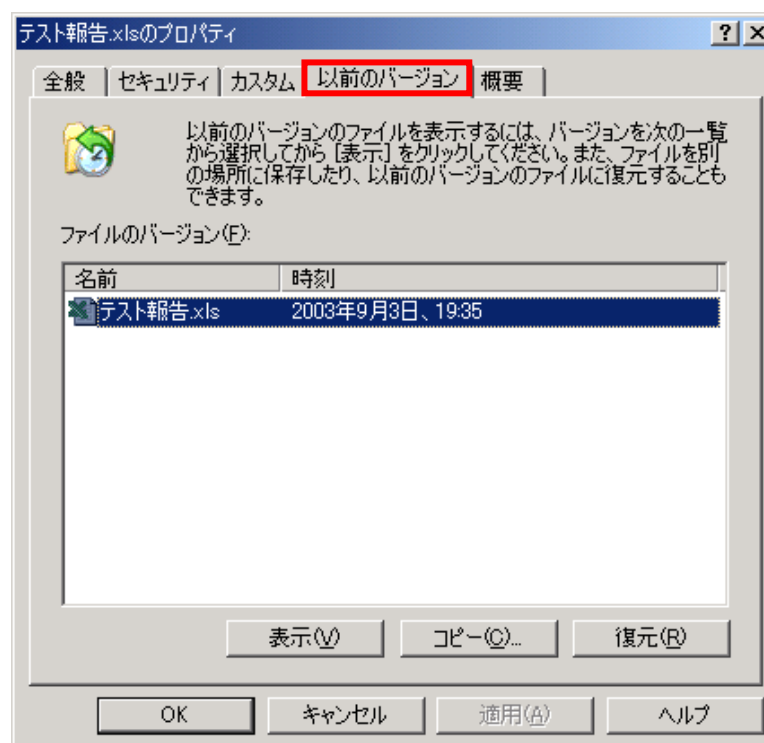 テスト報告.xlsのプロパティ
全般 セキュリティ カスタム 以前のバージョン 概要
以前のバージョンのファイルを表示するには、バージョンを次の一覧
から選択してから [表示] をクリックしてください。また、ファイルを別
の場所に保存したり、以前のバージョンのファイルに復元することも
できます。
ファイルのバージョン(F):
名前 時刻
テスト報告.xls 2003年9月3日、19:35
表示(V) コピー(C)... 復元(R)
OK キャンセル 適用(A) ヘルプ